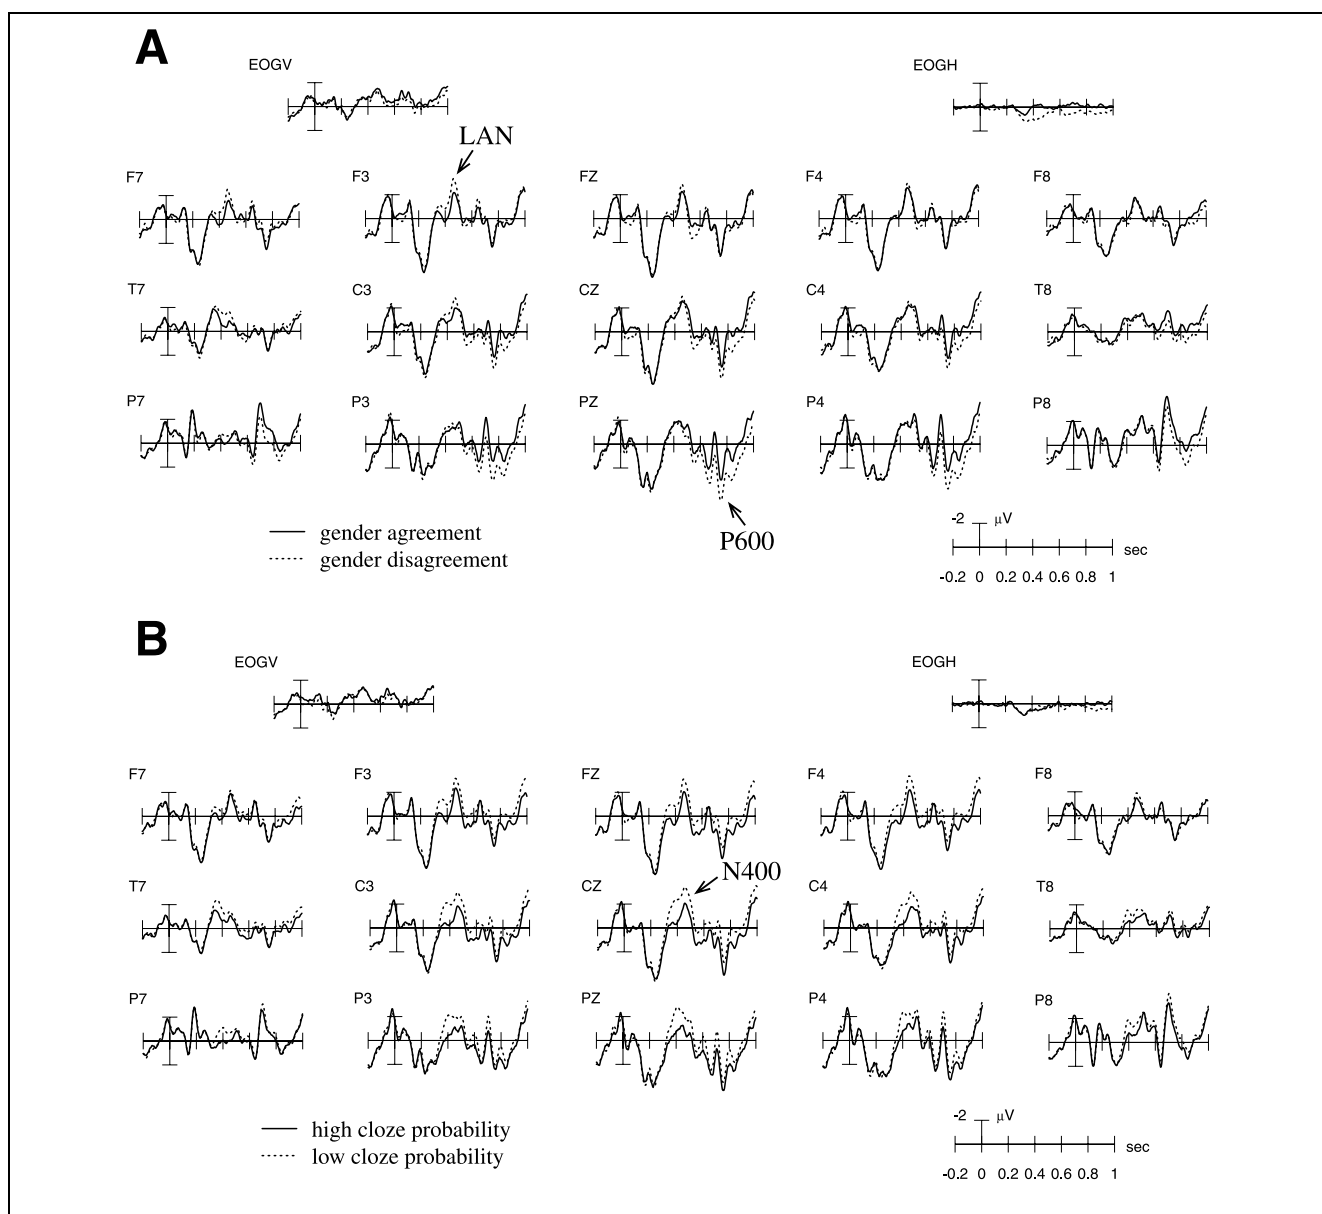 A
EOGV
EOGH
LAN
F7
F3
FZ
F4
F8
T7
C3
CZ
C4
T8
P7
P3
PZ
P4
P8
gender agreement
gender disagreement
P600
-2 µV
sec
-0.2 0 0.2 0.4 0.6 0.8 1
B
EOGV
EOGH
F7
F3
FZ
F4
F8
N400
T7
C3
CZ
C4
T8
P7
P3
PZ
P4
P8
high cloze probability
low cloze probability
-2 µV
sec
-0.2 0 0.2 0.4 0.6 0.8 1